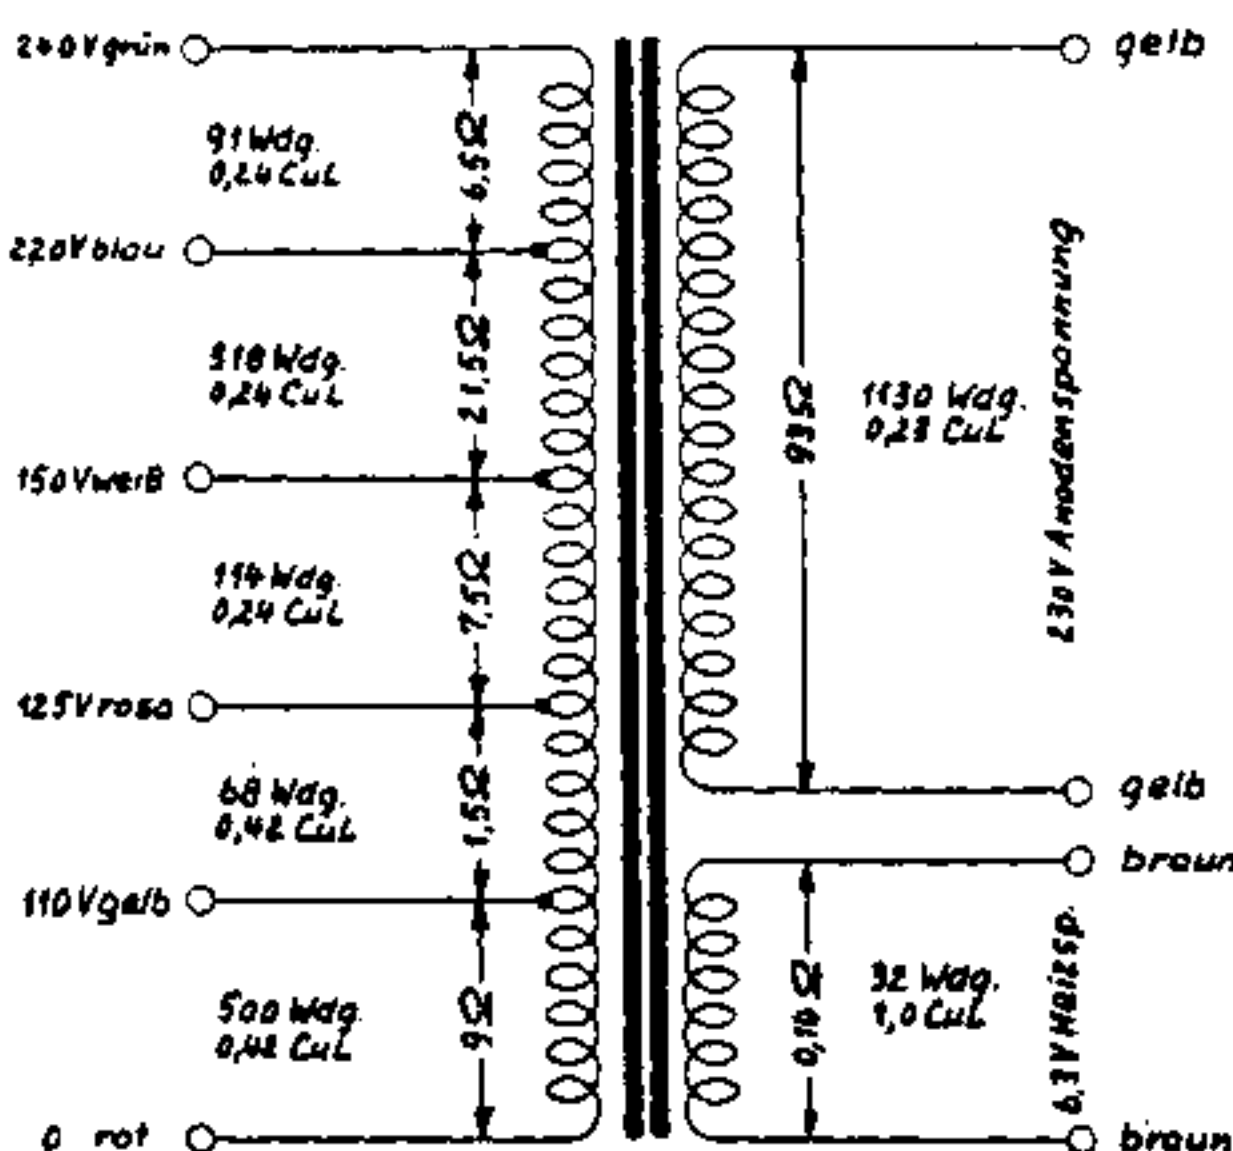 240V grün
91 Wdg.
0,24 CuL
6,5Ω
220V blau
318 Wdg.
0,24 CuL
21,5Ω
150V weiß
114 Wdg.
0,24 CuL
7,5Ω
125V rosa
68 Wdg.
0,42 CuL
1,5Ω
110V gelb
500 Wdg.
0,42 CuL
9Ω
0 rot
gelb
93Ω
1130 Wdg.
0,23 CuL
230V Anodenspannung
gelb
braun
0,14Ω
32 Wdg.
1,0 CuL
6,3V Heizsp.
braun